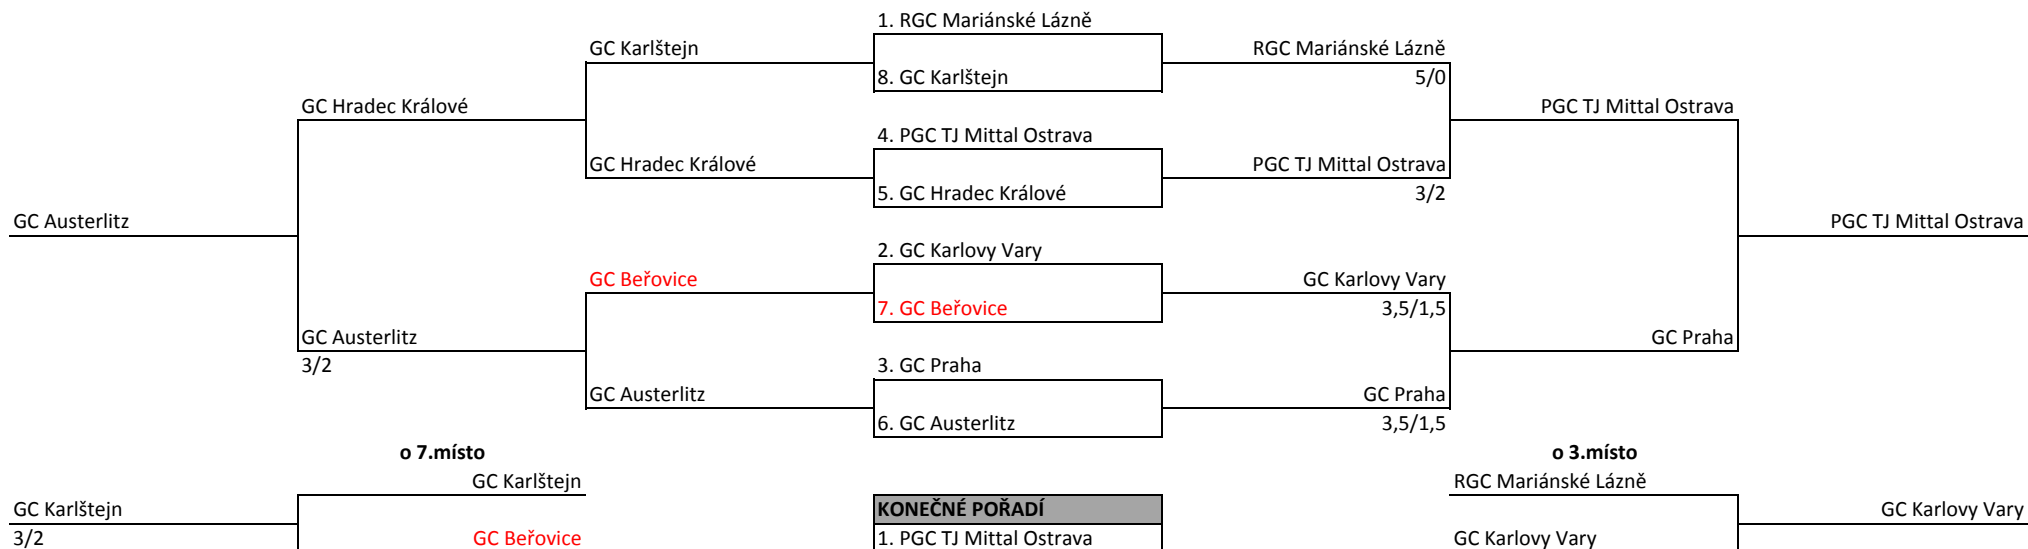 1. RGC Mariánské Lázně
GC Karlštejn
RGC Mariánské Lázně
8. GC Karlštejn
5/0
GC Hradec Králové
PGC TJ Mittal Ostrava
4. PGC TJ Mittal Ostrava
GC Hradec Králové
PGC TJ Mittal Ostrava
5. GC Hradec Králové
3/2
GC Austerlitz
PGC TJ Mittal Ostrava
2. GC Karlovy Vary
GC Beřovice
GC Karlovy Vary
7. GC Beřovice
3,5/1,5
GC Austerlitz
GC Praha
3/2
3. GC Praha
GC Austerlitz
GC Praha
6. GC Austerlitz
3,5/1,5
o 7.místo
o 3.místo
GC Karlštejn
RGC Mariánské Lázně
GC Karlštejn
KONEČNÉ POŘADÍ
GC Karlovy Vary
3/2
GC Beřovice
1. PGC TJ Mittal Ostrava
GC Karlovy Vary